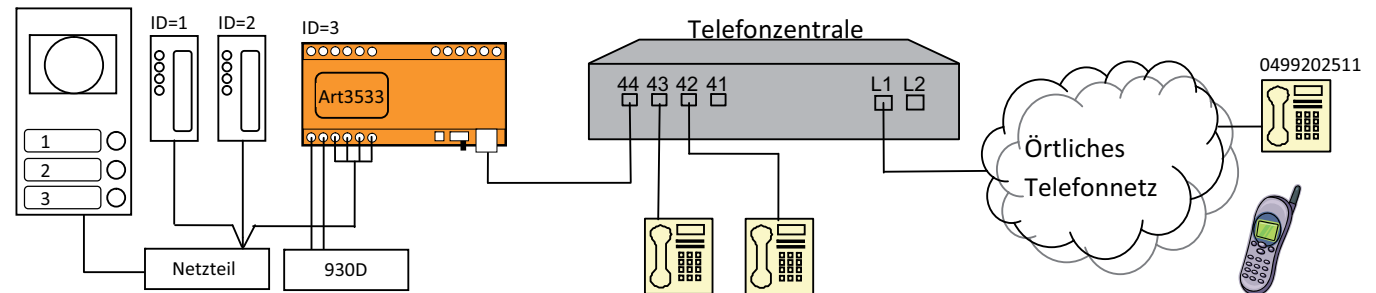 ID=1 ID=2
ID=3
Telefonzentrale
Art3533
44 43 42 41
L1 L2
0499202511
1
2
3
Örtliches
Telefonnetz
Netzteil
930D